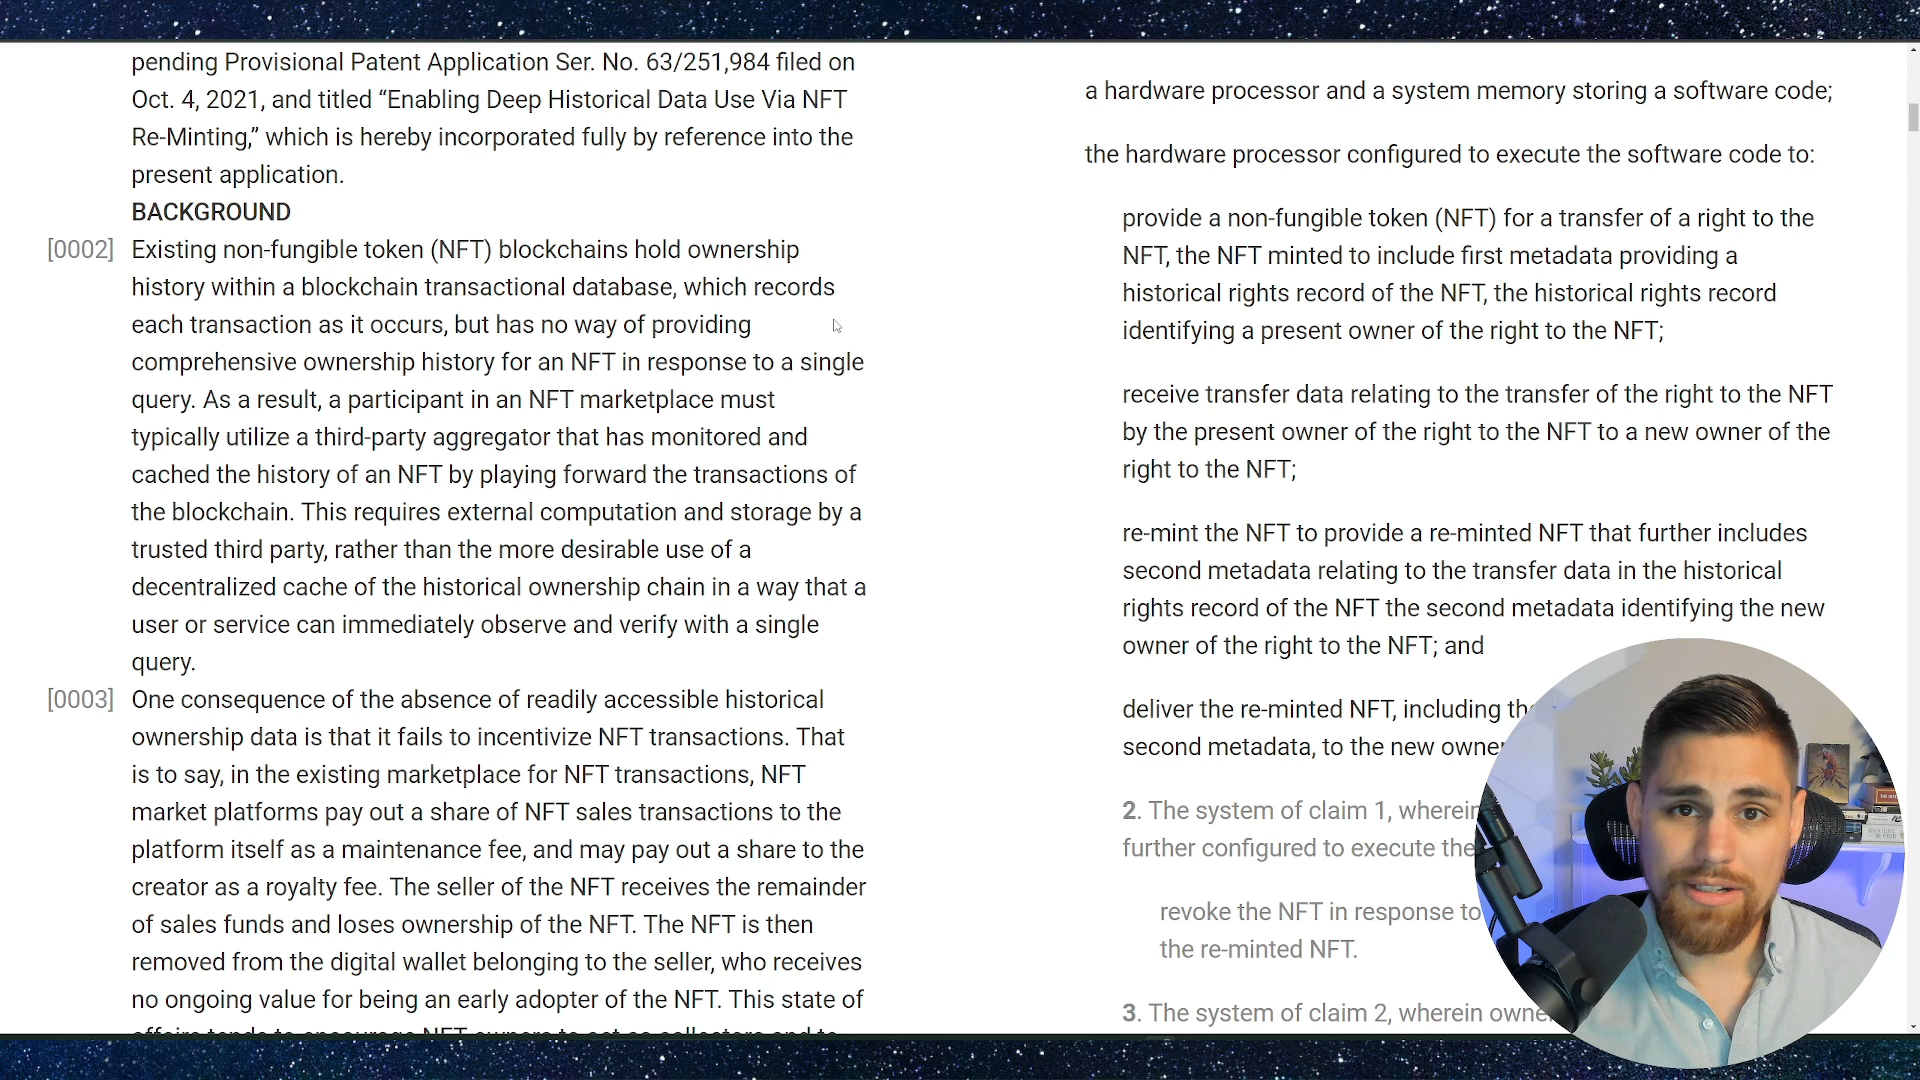 pending Provisional Patent Application Ser. No. 63/251,984 filed on
Oct. 4, 2021, and titled “Enabling Deep Historical Data Use Via NFT
Re-Minting,” which is hereby incorporated fully by reference into the
present application.
BACKGROUND
[0002] Existing non-fungible token (NFT) blockchains hold ownership
history within a blockchain transactional database, which records
each transaction as it occurs, but has no way of providing
comprehensive ownership history for an NFT in response to a single
query. As a result, a participant in an NFT marketplace must
typically utilize a third-party aggregator that has monitored and
cached the history of an NFT by playing forward the transactions of
the blockchain. This requires external computation and storage by a
trusted third party, rather than the more desirable use of a
decentralized cache of the historical ownership chain in a way that a
user or service can immediately observe and verify with a single
query.
[0003] One consequence of the absence of readily accessible historical
ownership data is that it fails to incentivize NFT transactions. That
is to say, in the existing marketplace for NFT transactions, NFT
market platforms pay out a share of NFT sales transactions to the
platform itself as a maintenance fee, and may pay out a share to the
creator as a royalty fee. The seller of the NFT receives the remainder
of sales funds and loses ownership of the NFT. The NFT is then
removed from the digital wallet belonging to the seller, who receives
no ongoing value for being an early adopter of the NFT. This state of
a hardware processor and a system memory storing a software code;
the hardware processor configured to execute the software code to:
provide a non-fungible token (NFT) for a transfer of a right to the
NFT, the NFT minted to include first metadata providing a
historical rights record of the NFT, the historical rights record
identifying a present owner of the right to the NFT;
receive transfer data relating to the transfer of the right to the NFT
by the present owner of the right to the NFT to a new owner of the
right to the NFT;
re-mint the NFT to provide a re-minted NFT that further includes
second metadata relating to the transfer data in the historical
rights record of the NFT the second metadata identifying the new
owner of the right to the NFT; and
deliver the re-minted NFT, including
second metadata, to the new
2. The system of claim 1, wherein
further configured to execute the
revoke the NFT in response to
the re-minted NFT.
3. The system of claim 2, wherein